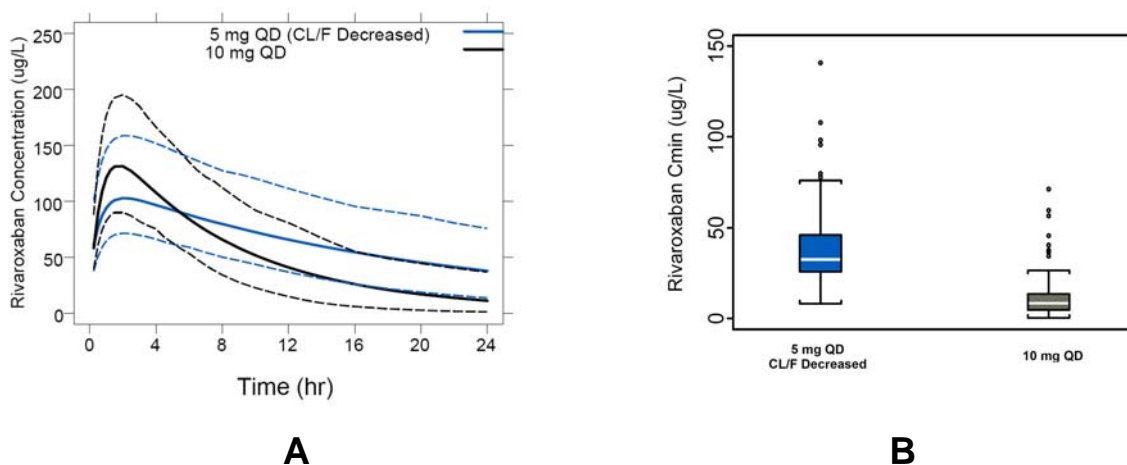 5 mg QD (CL/F Decreased)
10 mg QD
Rivaroxaban Concentration (ug/L)
250
200
150
100
50
0
0 4 8 12 16 20 24
Time (hr)
A
Rivaroxaban Cmin (ug/L)
150
100
50
0
5 mg QD
CL/F Decreased
10 mg QD
B